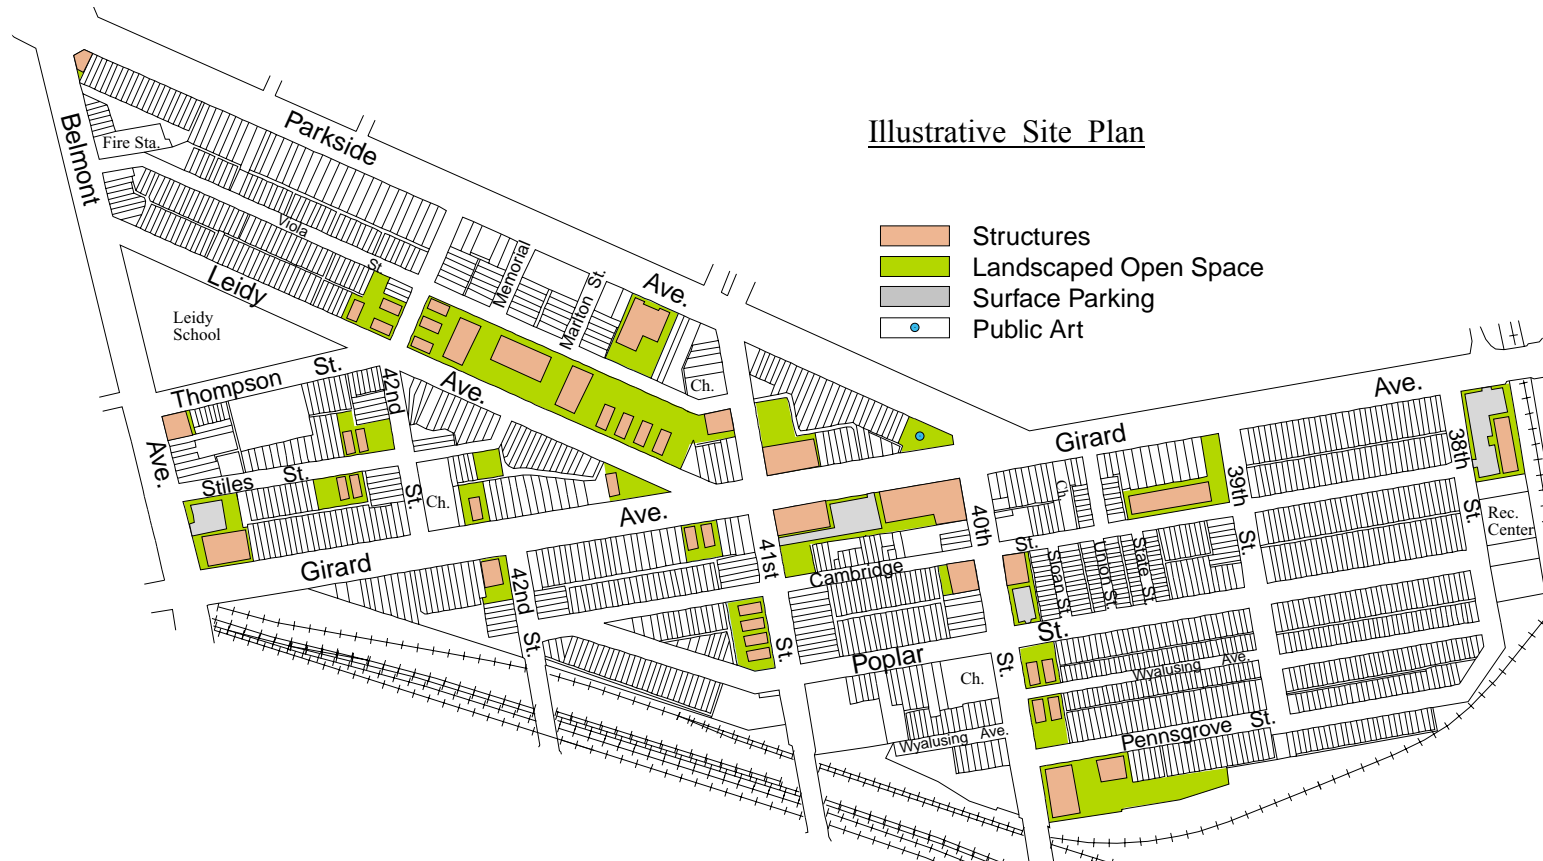 Illustrative Site Plan
Structures
Landscaped Open Space
Surface Parking
Public Art
Parkside
Ave.
Belmont
Ave.
Fire Sta.
Viola
St.
Leidy
Ave.
Leidy
School
Memorial
Marlton St.
Ch.
Thompson St.
42nd
St.
Stiles St.
Ch.
Girard
Ave.
Girard
Ave.
42nd
St.
41st
St.
Cambridge
St.
40th
St.
Ch.
Sloan St.
Union St.
State St.
39th
St.
38th
St.
Rec.
Center
Poplar
St.
Ch.
Wyalusing Ave.
Wyalusing Ave.
Pennsgrove St.